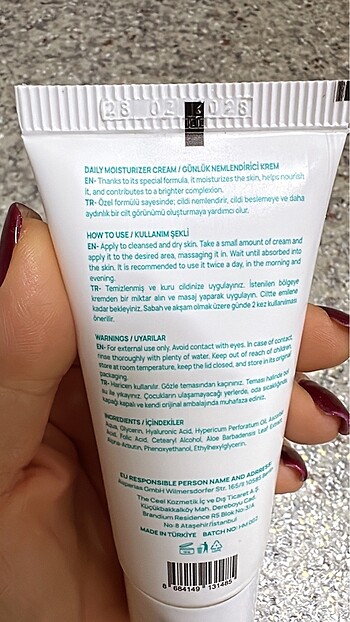 28 02 2028
DAILY MOISTURIZER CREAM / GÜNLÜK NEMLENDİRİCİ KREM
EN- Thanks to its special formula, it moisturizes the skin, helps nourish
it, and contributes to a brighter complexion.
TR- Özel formülü sayesinde; cildi nemlendirir, cildi beslemeye ve daha
aydınlık bir cilt görünümü oluşturmaya yardımcı olur.
HOW TO USE / KULLANIM ŞEKLİ
EN- Apply to cleansed and dry skin. Take a small amount of cream and
apply it to the desired area, massaging it in. Wait until absorbed into
the skin. It is recommended to use it twice a day, in the morning and
evening.
TR- Temizlenmiş ve kuru cildinize uygulayınız. İstenilen bölgeye
kremden bir miktar alın ve masaj yaparak uygulayın. Ciltte emilene
kadar bekleyiniz. Sabah ve akşam olmak üzere günde 2 kez kullanılması
önerilir.
WARNINGS / UYARILAR
EN- For external use only. Avoid contact with eyes. In case of contact,
rinse thoroughly with plenty of water. Keep out of reach of children,
store at room temperature, keep the lid closed, and store in its original
packaging.
TR- Haricen kullanılır. Gözle temasından kaçınınız. Teması halinde bol
su ile yıkayınız. Çocukların ulaşamayacağı yerlerde, oda sıcaklığında,
kapağı kapalı ve kendi orijinal ambalajında muhafaza ediniz.
INGREDIENTS / İÇİNDEKİLER
Aqua, Glycerin, Hyaluronic Acid, Hypericum Perforatum Oil, Ascorbic
Acid, Folic Acid, Cetearyl Alcohol, Aloe Barbadensis Leaf Extract,
Alpha-Arbutin, Phenoxyethanol, Ethylhexylglycerin.
EU RESPONSIBLE PERSON NAME AND ADRRESS:
Asperias GmbH Wilmersdorfer Str. 165/11 10585
The Ceel Kozmetik İç ve Dış Ticaret A.Ş.
Küçükbakkalköy Mah. Dereboyu Cad.
Brandium Residence R5 Blok No:3/A
No:8 Ataşehir/İstanbul
MADE IN TÜRKİYE BATCH NO: HM 002
8 684149 131485